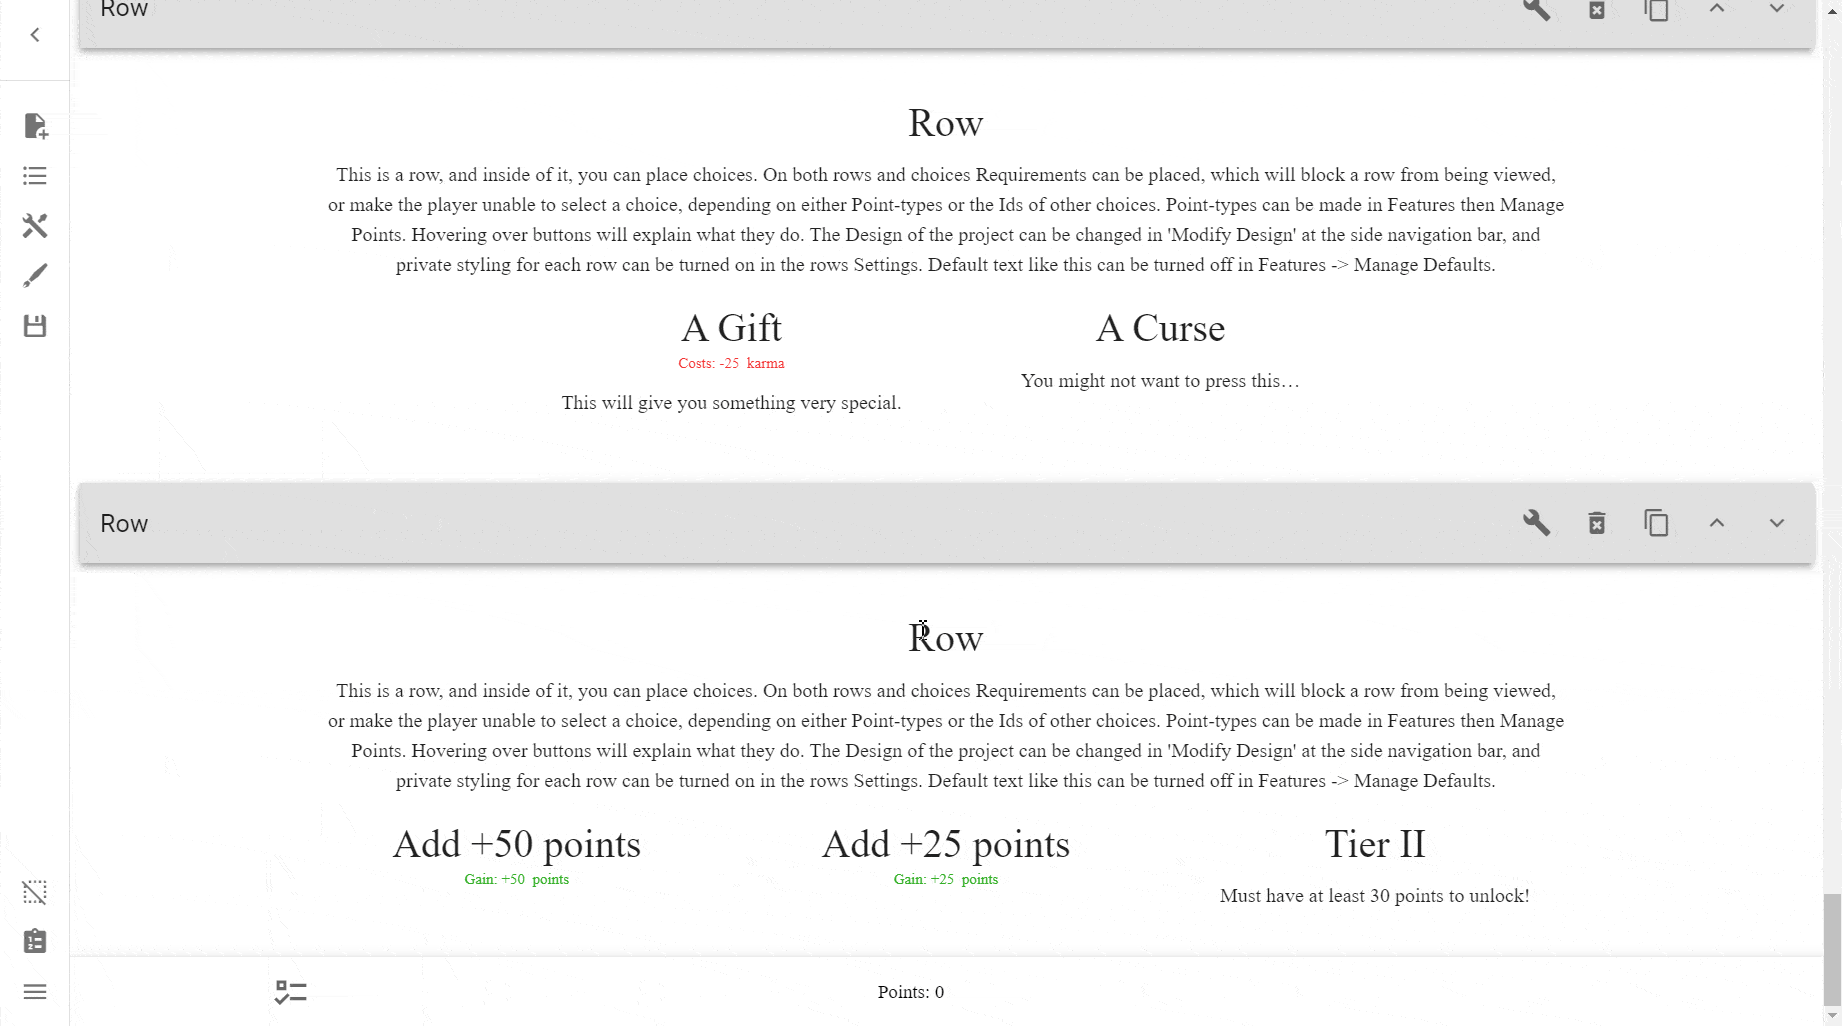 Row
Row
This is a row, and inside of it, you can place choices. On both rows and choices Requirements can be placed, which will block a row from being viewed,
or make the player unable to select a choice, depending on either Point-types or the Ids of other choices. Point-types can be made in Features then Manage
Points. Hovering over buttons will explain what they do. The Design of the project can be changed in 'Modify Design' at the side navigation bar, and
private styling for each row can be turned on in the rows Settings. Default text like this can be turned off in Features -> Manage Defaults.
A Gift
Costs: -25 karma
This will give you something very special.
A Curse
You might not want to press this…
Row
Row
This is a row, and inside of it, you can place choices. On both rows and choices Requirements can be placed, which will block a row from being viewed,
or make the player unable to select a choice, depending on either Point-types or the Ids of other choices. Point-types can be made in Features then Manage
Points. Hovering over buttons will explain what they do. The Design of the project can be changed in 'Modify Design' at the side navigation bar, and
private styling for each row can be turned on in the rows Settings. Default text like this can be turned off in Features -> Manage Defaults.
Add +50 points
Gain: +50 points
Add +25 points
Gain: +25 points
Tier II
Must have at least 30 points to unlock!
Points: 0